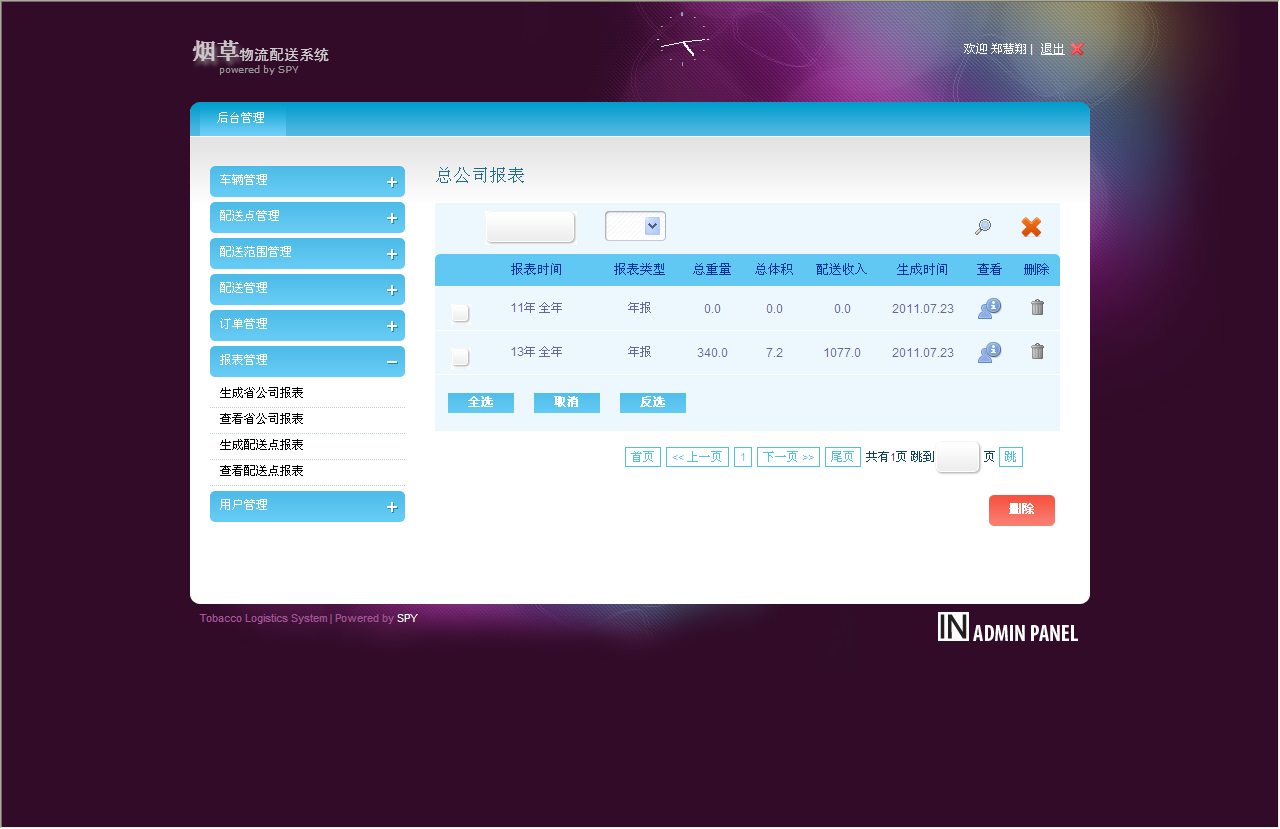 烟草物流配送系统
powered by SPY
欢迎 郑慧翔 | 退出
后台管理
车辆管理
配送点管理
配送范围管理
配送管理
订单管理
报表管理
生成省公司报表
查看省公司报表
生成配送点报表
查看配送点报表
用户管理
总公司报表
报表时间 报表类型 总重量 总体积 配送收入 生成时间 查看 删除
11年 全年 年报 0.0 0.0 0.0 2011.07.23
13年 全年 年报 340.0 7.2 1077.0 2011.07.23
全选 取消 反选
首页 << 上一页 1 下一页 >> 尾页 共有1页 跳到 页 跳
删除
Tobacco Logistics System | Powered by SPY
IN ADMIN PANEL